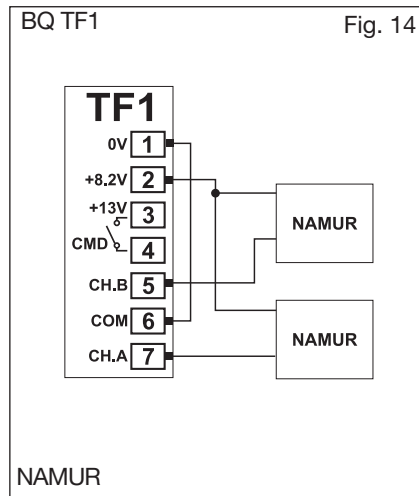 BQ TF1
Fig. 14
TF1
0V 1
+8.2V 2
+13V 3
CMD 4
CH.B 5
COM 6
CH.A 7
NAMUR
NAMUR
NAMUR